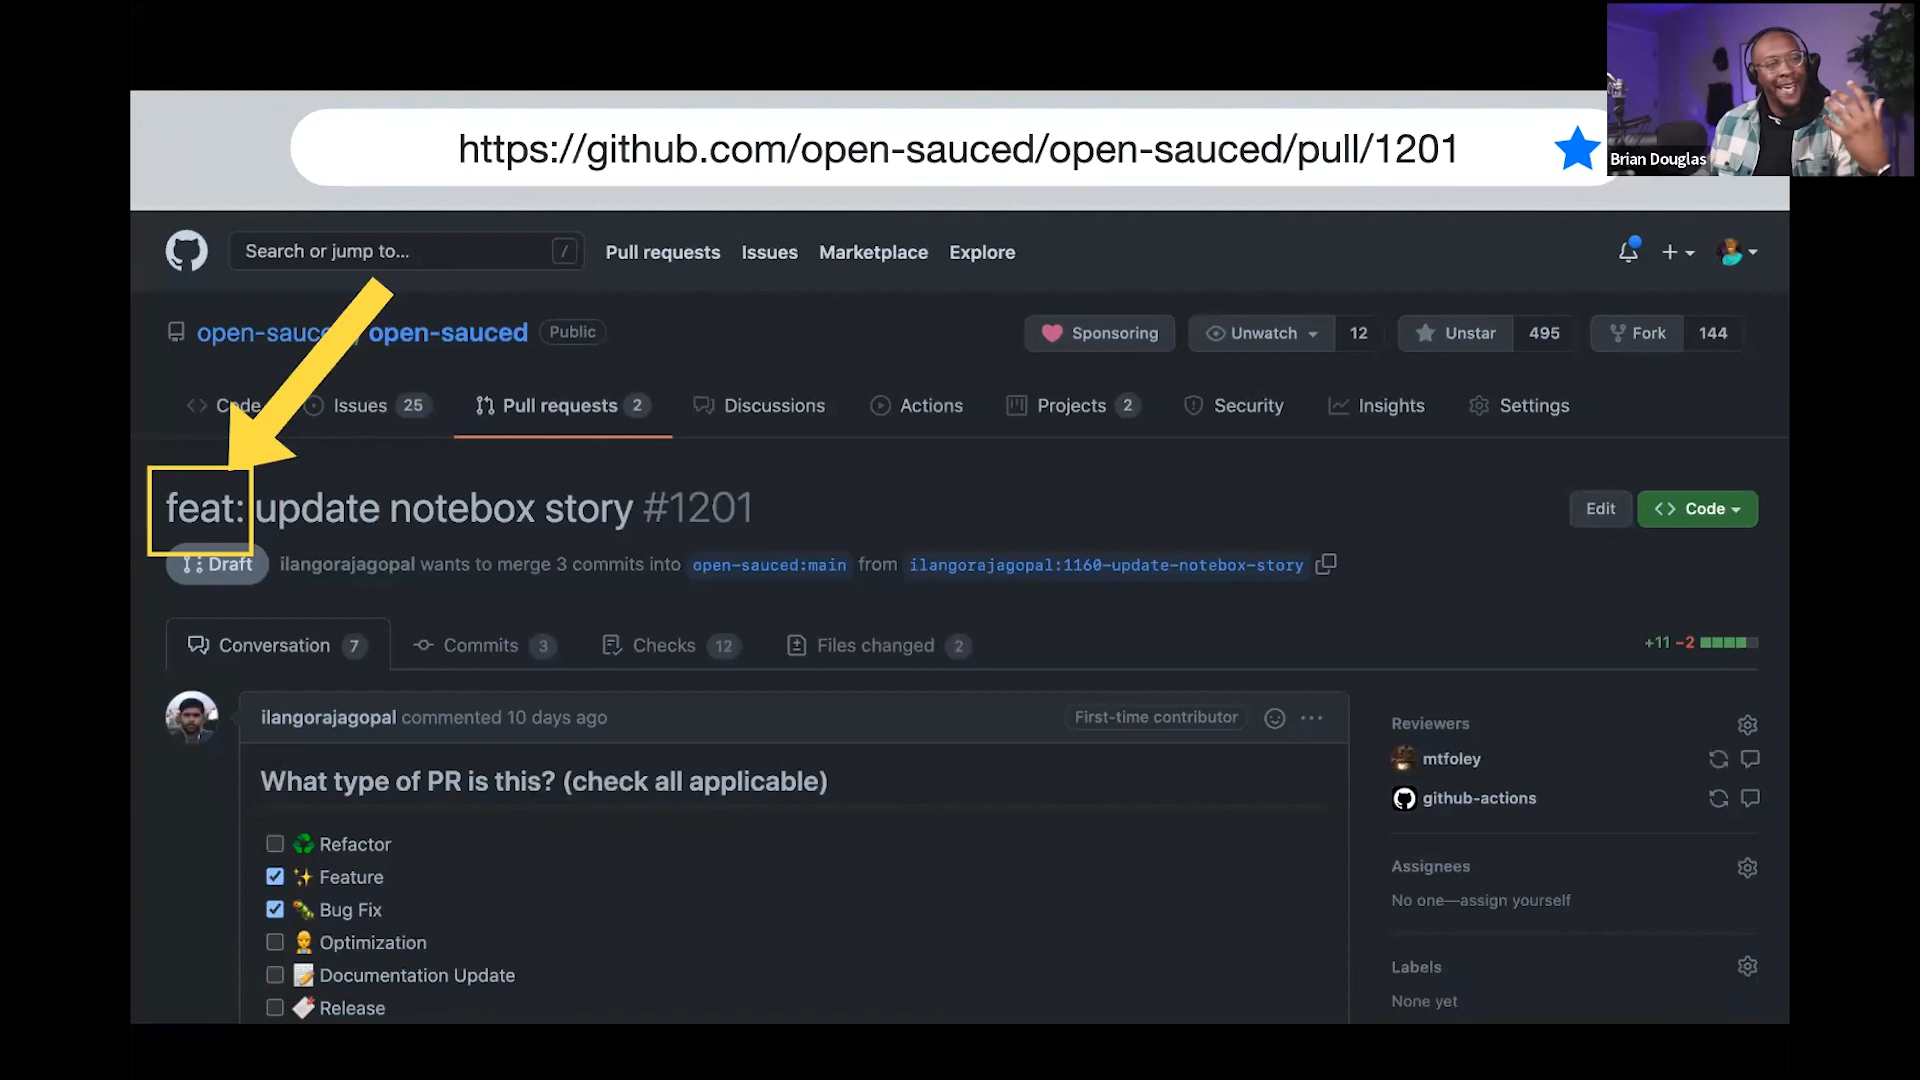 https://github.com/open-sauced/open-sauced/pull/1201
Brian Douglas
Search or jump to... /
Pull requests Issues Marketplace Explore
open-sauce / open-sauced Public
Sponsoring Unwatch 12 Unstar 495 Fork 144
Code Issues 25 Pull requests 2 Discussions Actions Projects 2 Security Insights Settings
feat: update notebox story #1201
Edit <> Code
Draft ilangorajagopal wants to merge 3 commits into open-sauced:main from ilangorajagopal:1160-update-notebox-story
Conversation 7 Commits 3 Checks 12 Files changed 2
+11 −2
ilangorajagopal commented 10 days ago First-time contributor
What type of PR is this? (check all applicable)
Refactor
Feature
Bug Fix
Optimization
Documentation Update
Release
Reviewers
mtfoley
github-actions
Assignees
No one—assign yourself
Labels
None yet